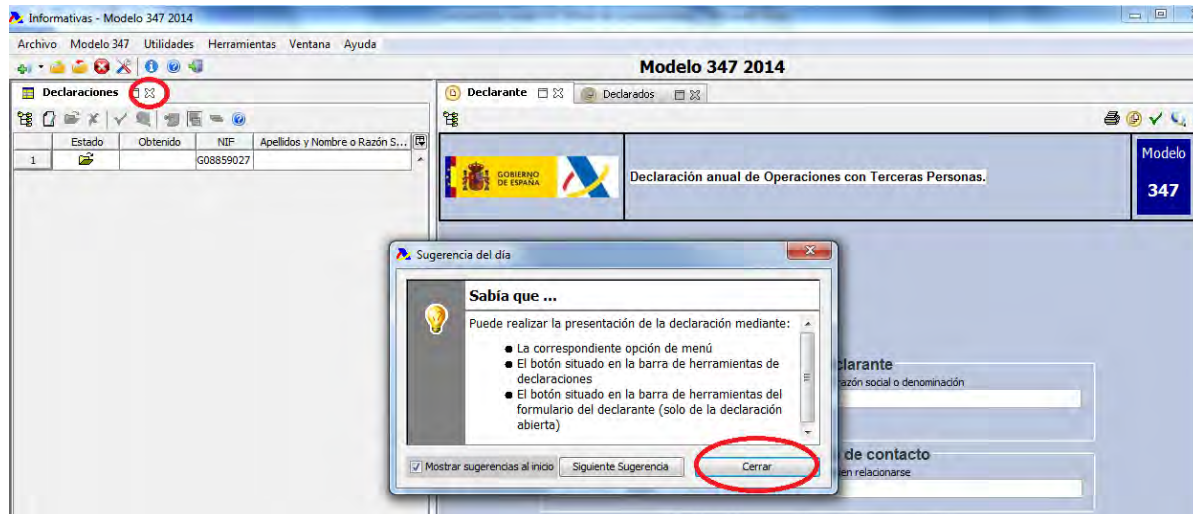 Informativas - Modelo 347 2014
Archivo Modelo 347 Utilidades Herramientas Ventana Ayuda
Modelo 347 2014
Declaraciones
Declarante Declarados
Estado Obtenido NIF Apellidos y Nombre o Razón S...
1 G08859027
GOBIERNO DE ESPAÑA
Declaración anual de Operaciones con Terceras Personas.
Modelo
347
Sugerencia del día
Sabía que ...
Puede realizar la presentación de la declaración mediante:
La correspondiente opción de menú
El botón situado en la barra de herramientas de
declaraciones
El botón situado en la barra de herramientas del
formulario del declarante (solo de la declaración
abierta)
clarante
razón social o denominación
Mostrar sugerencias al inicio Siguiente Sugerencia Cerrar
de contacto
en relacionarse